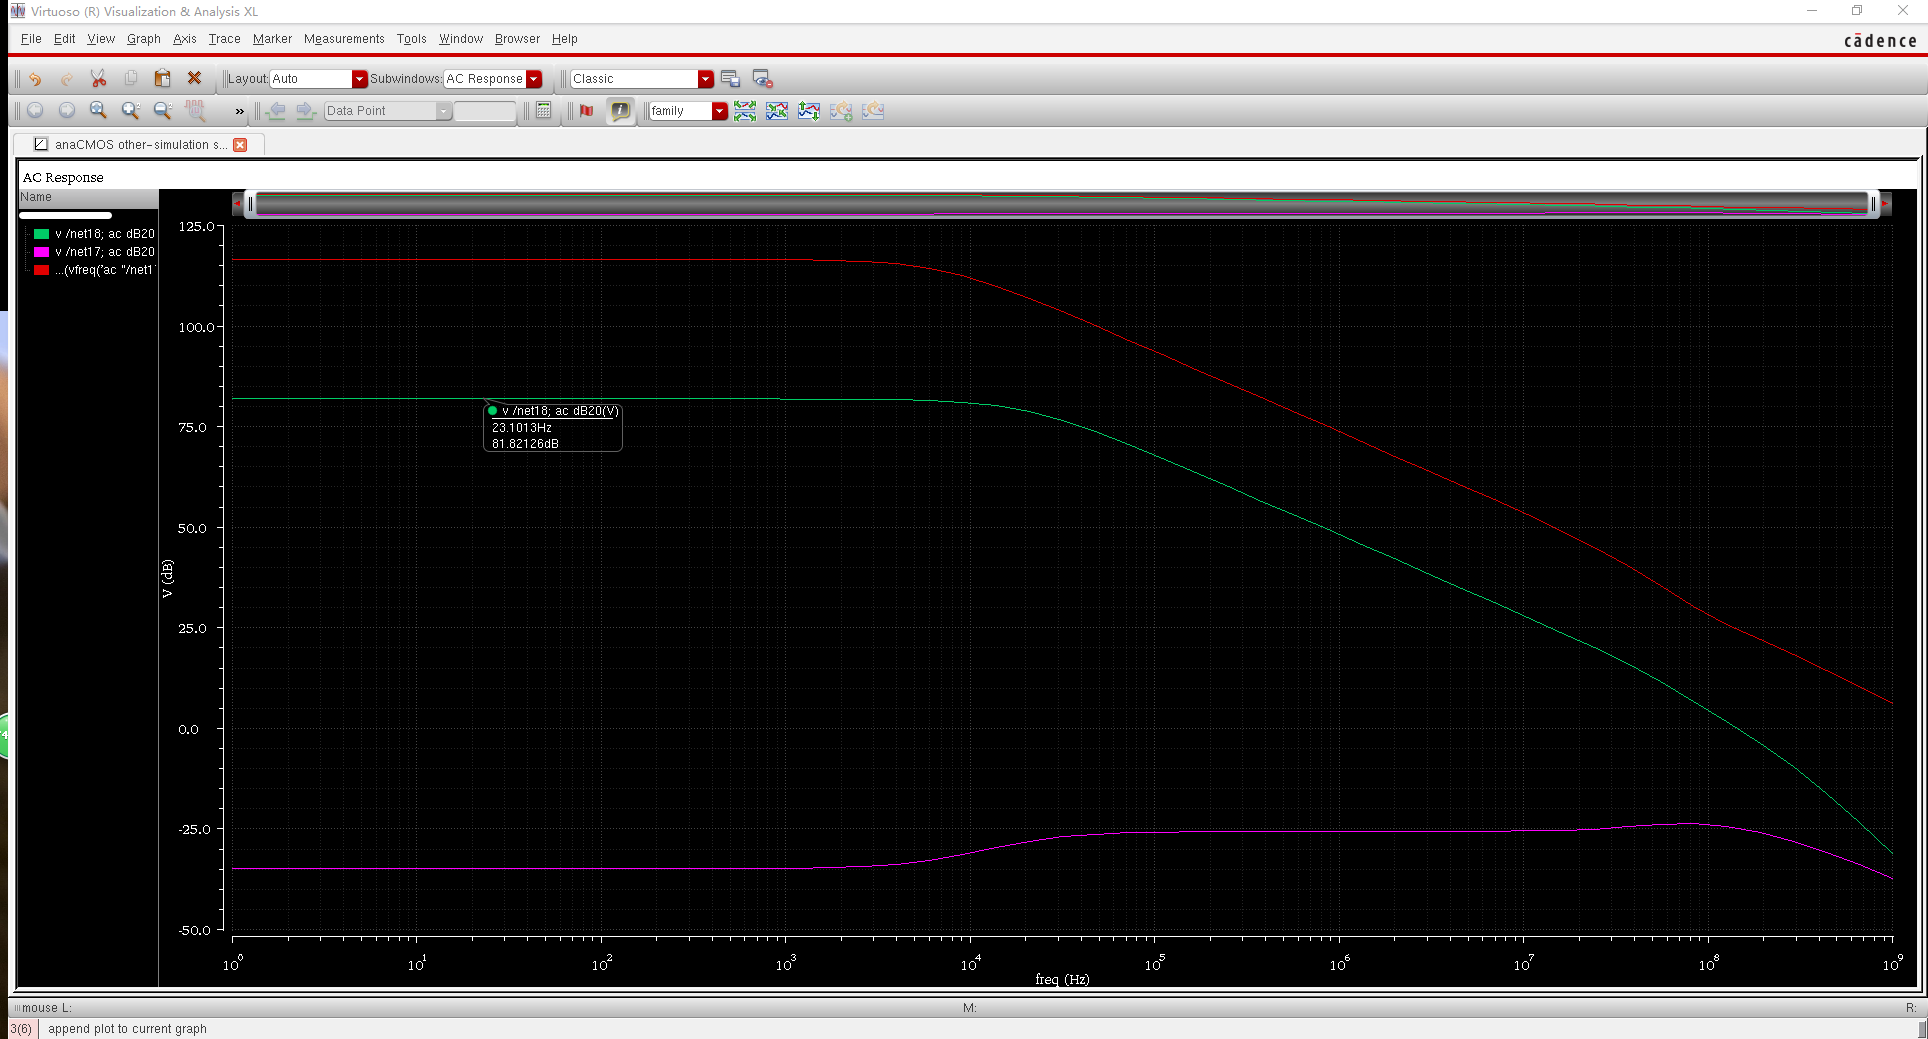 Virtuoso (R) Visualization & Analysis XL
File Edit View Graph Axis Trace Marker Measurements Tools Window Browser Help
cādence
Layout: Auto Subwindows: AC Response Classic
» Data Point family
anaCMOS other-simulation s...
AC Response
Name
v /net18; ac dB20
v /net17; ac dB20
...(vfreq("ac "/net1
125.0
100.0
75.0
50.0
25.0
0.0
-25.0
-50.0
V (dB)
v /net18; ac dB20(V)
23.1013Hz
81.82126dB
10^0 10^1 10^2 10^3 10^4 10^5 10^6 10^7 10^8 10^9
freq (Hz)
mouse L: M: R:
3(6) append plot to current graph